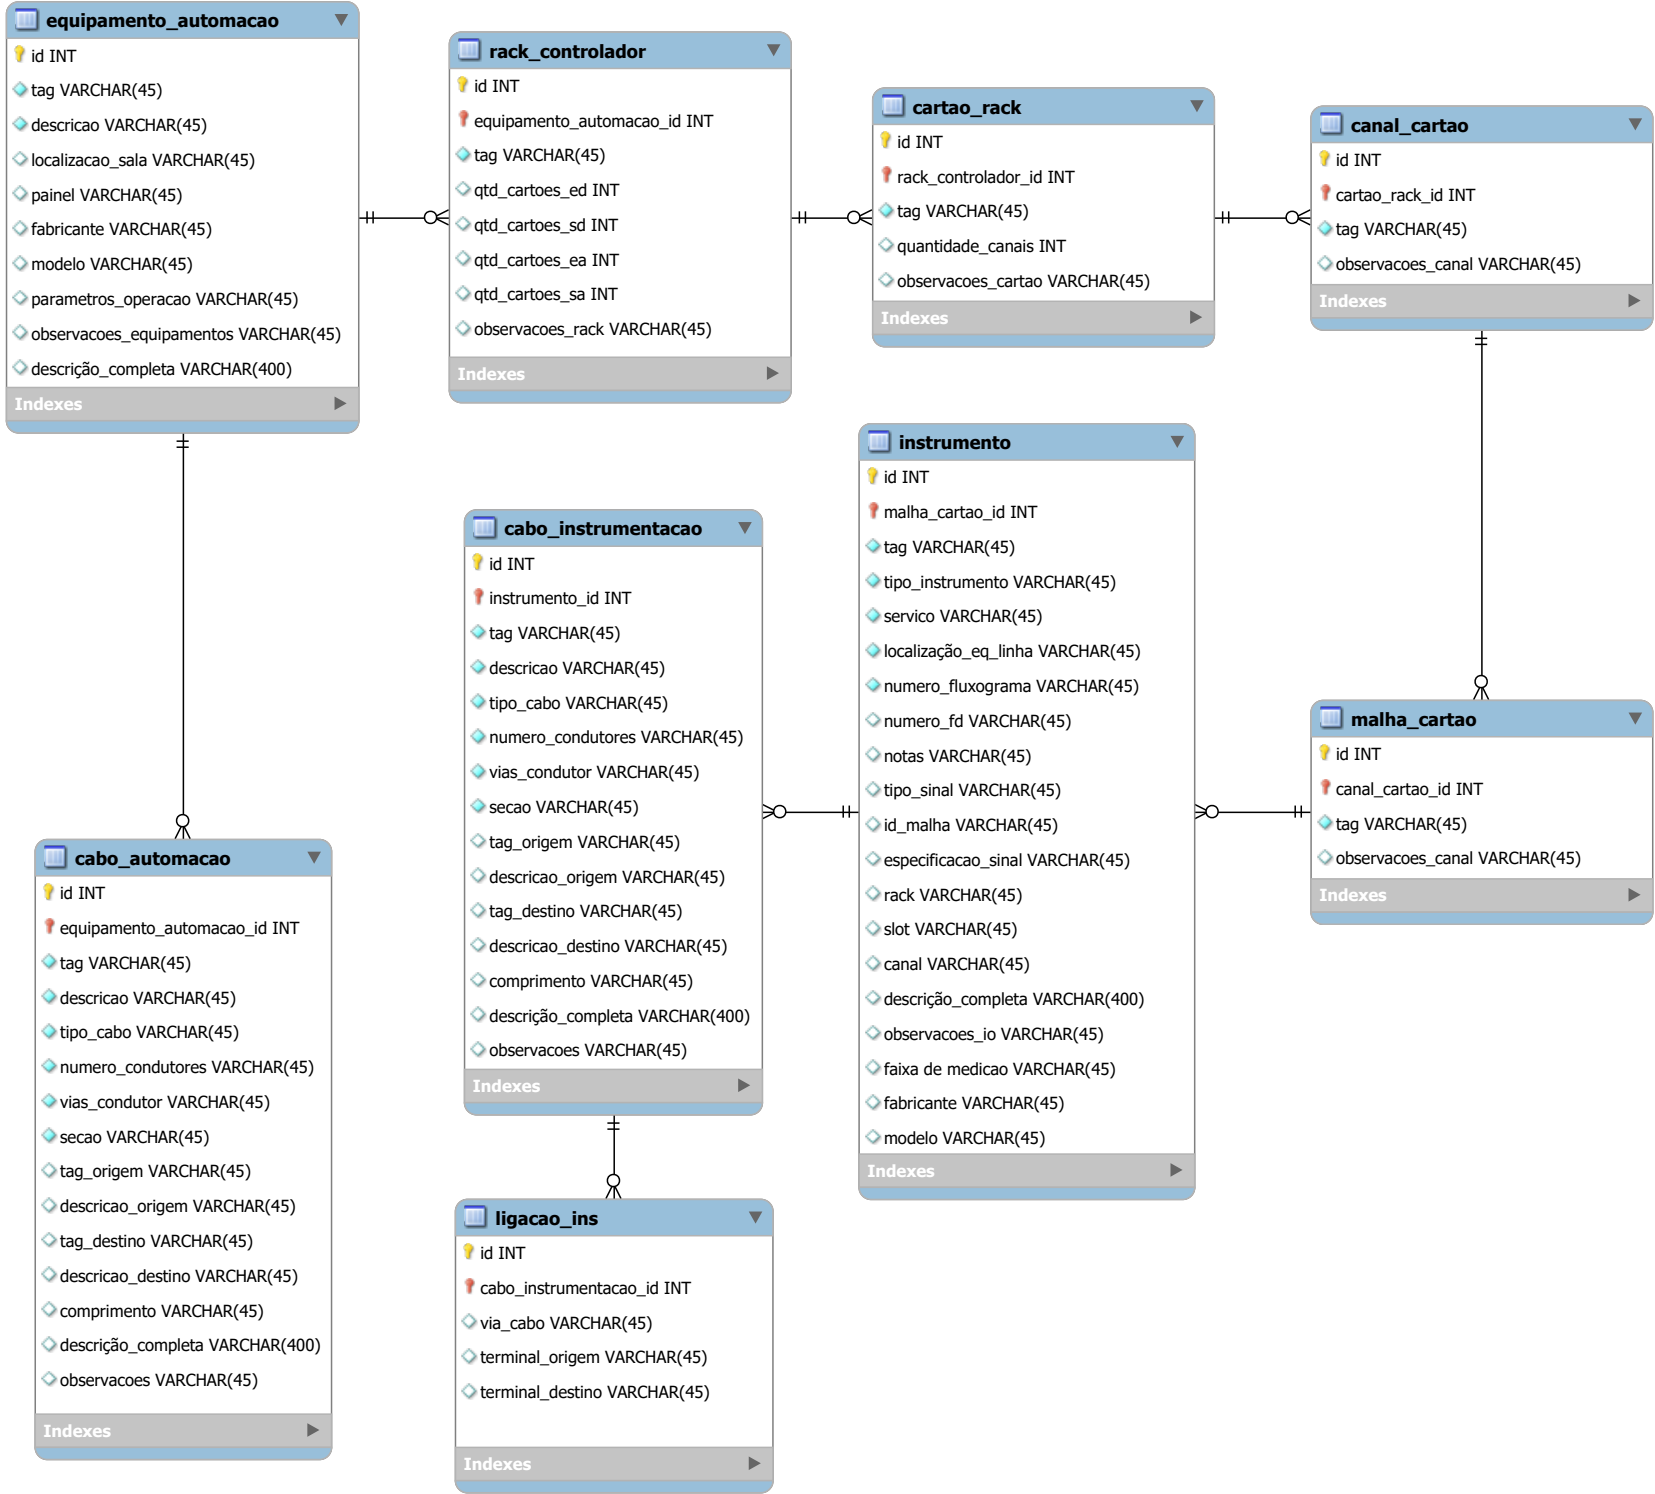 equipamento_automacao
id INT
tag VARCHAR(45)
descricao VARCHAR(45)
localizacao_sala VARCHAR(45)
painel VARCHAR(45)
fabricante VARCHAR(45)
modelo VARCHAR(45)
parametros_operacao VARCHAR(45)
observacoes_equipamentos VARCHAR(45)
descrição_completa VARCHAR(400)
Indexes
rack_controlador
id INT
equipamento_automacao_id INT
tag VARCHAR(45)
qtd_cartoes_ed INT
qtd_cartoes_sd INT
qtd_cartoes_ea INT
qtd_cartoes_sa INT
observacoes_rack VARCHAR(45)
Indexes
cartao_rack
id INT
rack_controlador_id INT
tag VARCHAR(45)
quantidade_canais INT
observacoes_cartao VARCHAR(45)
Indexes
canal_cartao
id INT
cartao_rack_id INT
tag VARCHAR(45)
observacoes_canal VARCHAR(45)
Indexes
cabo_automacao
id INT
equipamento_automacao_id INT
tag VARCHAR(45)
descricao VARCHAR(45)
tipo_cabo VARCHAR(45)
numero_condutores VARCHAR(45)
vias_condutor VARCHAR(45)
secao VARCHAR(45)
tag_origem VARCHAR(45)
descricao_origem VARCHAR(45)
tag_destino VARCHAR(45)
descricao_destino VARCHAR(45)
comprimento VARCHAR(45)
descrição_completa VARCHAR(400)
observacoes VARCHAR(45)
Indexes
cabo_instrumentacao
id INT
instrumento_id INT
tag VARCHAR(45)
descricao VARCHAR(45)
tipo_cabo VARCHAR(45)
numero_condutores VARCHAR(45)
vias_condutor VARCHAR(45)
secao VARCHAR(45)
tag_origem VARCHAR(45)
descricao_origem VARCHAR(45)
tag_destino VARCHAR(45)
descricao_destino VARCHAR(45)
comprimento VARCHAR(45)
descrição_completa VARCHAR(400)
observacoes VARCHAR(45)
Indexes
instrumento
id INT
malha_cartao_id INT
tag VARCHAR(45)
tipo_instrumento VARCHAR(45)
servico VARCHAR(45)
localização_eq_linha VARCHAR(45)
numero_fluxograma VARCHAR(45)
numero_fd VARCHAR(45)
notas VARCHAR(45)
tipo_sinal VARCHAR(45)
id_malha VARCHAR(45)
especificacao_sinal VARCHAR(45)
rack VARCHAR(45)
slot VARCHAR(45)
canal VARCHAR(45)
descrição_completa VARCHAR(400)
observacoes_io VARCHAR(45)
faixa de medicao VARCHAR(45)
fabricante VARCHAR(45)
modelo VARCHAR(45)
Indexes
malha_cartao
id INT
canal_cartao_id INT
tag VARCHAR(45)
observacoes_canal VARCHAR(45)
Indexes
ligacao_ins
id INT
cabo_instrumentacao_id INT
via_cabo VARCHAR(45)
terminal_origem VARCHAR(45)
terminal_destino VARCHAR(45)
Indexes